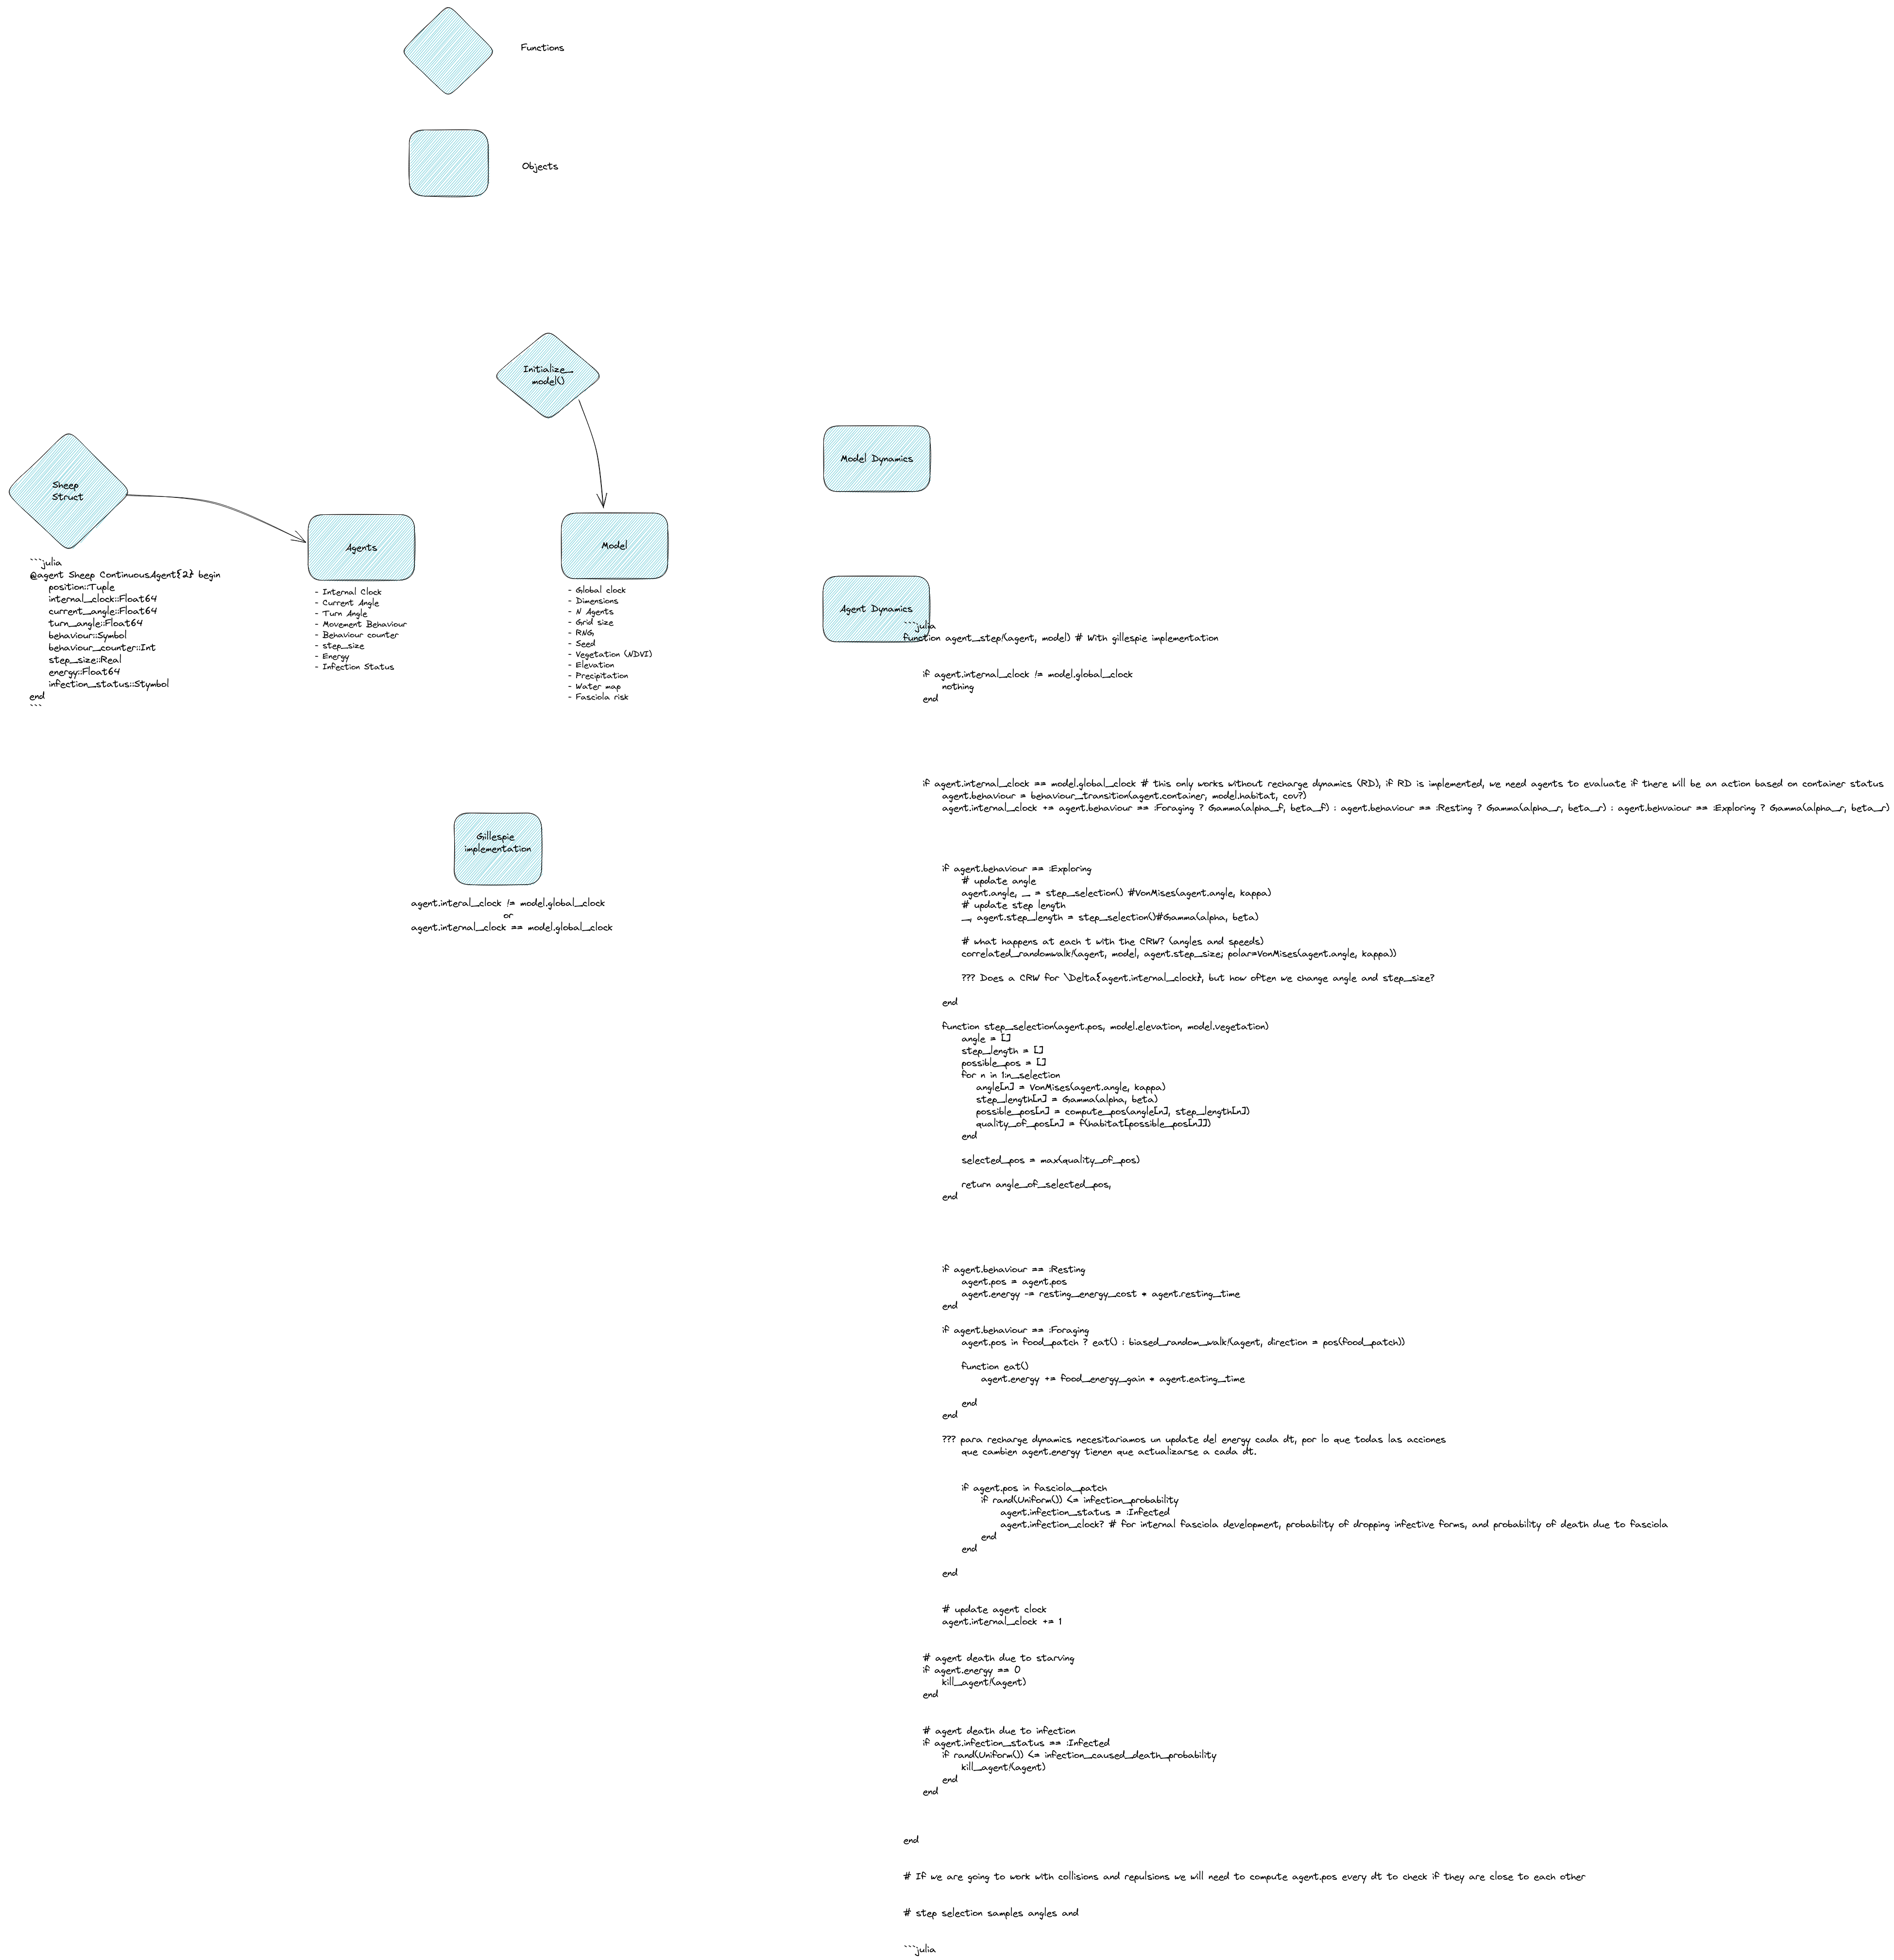 Functions
Objects
Initialize_
model()
Sheep
Struct
```julia
@agent Sheep ContinuousAgent{2} begin
position::Tuple
internal_clock::Float64
current_angle::Float64
turn_angle::Float64
behaviour::Symbol
behaviour_counter::Int
step_size::Real
energy::Float64
infection_status::Stymbol
end
```
Agents
- Internal Clock
- Current Angle
- Turn Angle
- Movement Behaviour
- Behaviour counter
- step_size
- Energy
- Infection Status
Model
- Global clock
- Dimensions
- N Agents
- Grid size
- RNG
- Seed
- Vegetation (NDVI)
- Elevation
- Precipitation
- Water map
- Fasciola risk
Gillespie
implementation
agent.interal_clock != model.global_clock
or
agent.internal_clock == model.global_clock
Model Dynamics
Agent Dynamics
```julia
function agent_step!(agent, model) # With gillespie implementation
if agent.internal_clock != model.global_clock
nothing
end
if agent.internal_clock == model.global_clock # this only works without recharge dynamics (RD), if RD is implemented, we need agents to evaluate if there will be an action based on container status
agent.behaviour = behaviour_transition(agent.container, model.habitat, cov?)
agent.internal_clock += agent.behaviour == :Foraging ? Gamma(alpha_f, beta_f) : agent.behaviour == :Resting ? Gamma(alpha_r, beta_r) : agent.behvaiour == :Exploring ? Gamma(alpha_r, beta_r)
if agent.behaviour == :Exploring
# update angle
agent.angle, _ = step_selection() #VonMises(agent.angle, kappa)
# update step length
_, agent.step_length = step_selection()#Gamma(alpha, beta)
# what happens at each t with the CRW? (angles and speeds)
correlated_randomwalk!(agent, model, agent.step_size; polar=VonMises(agent.angle, kappa))
??? Does a CRW for \Delta{agent.internal_clock}, but how often we change angle and step_size?
end
function step_selection(agent.pos, model.elevation, model.vegetation)
angle = []
step_length = []
possible_pos = []
for n in 1:n_selection
angle[n] = VonMises(agent.angle, kappa)
step_length[n] = Gamma(alpha, beta)
possible_pos[n] = compute_pos(angle[n], step_length[n])
quality_of_pos[n] = f(habitat[possible_pos[n]])
end
selected_pos = max(quality_of_pos)
return angle_of_selected_pos,
end
if agent.behaviour == :Resting
agent.pos = agent.pos
agent.energy -= resting_energy_cost * agent.resting_time
end
if agent.behaviour == :Foraging
agent.pos in food_patch ? eat() : biased_random_walk!(agent, direction = pos(food_patch))
function eat()
agent.energy += food_energy_gain * agent.eating_time
end
end
??? para recharge dynamics necesitariamos un update del energy cada dt, por lo que todas las acciones
que cambien agent.energy tienen que actualizarse a cada dt.
if agent.pos in fasciola_patch
if rand(Uniform()) <= infection_probability
agent.infection_status = :Infected
agent.infection_clock? # for internal fasciola development, probability of dropping infective forms, and probability of death due to fasciola
end
end
end
# update agent clock
agent.internal_clock += 1
# agent death due to starving
if agent.energy == 0
kill_agent!(agent)
end
# agent death due to infection
if agent.infection_status == :Infected
if rand(Uniform()) <= infection_caused_death_probability
kill_agent!(agent)
end
end
end
# If we are going to work with collisions and repulsions we will need to compute agent.pos every dt to check if they are close to each other
# step selection samples angles and
```julia